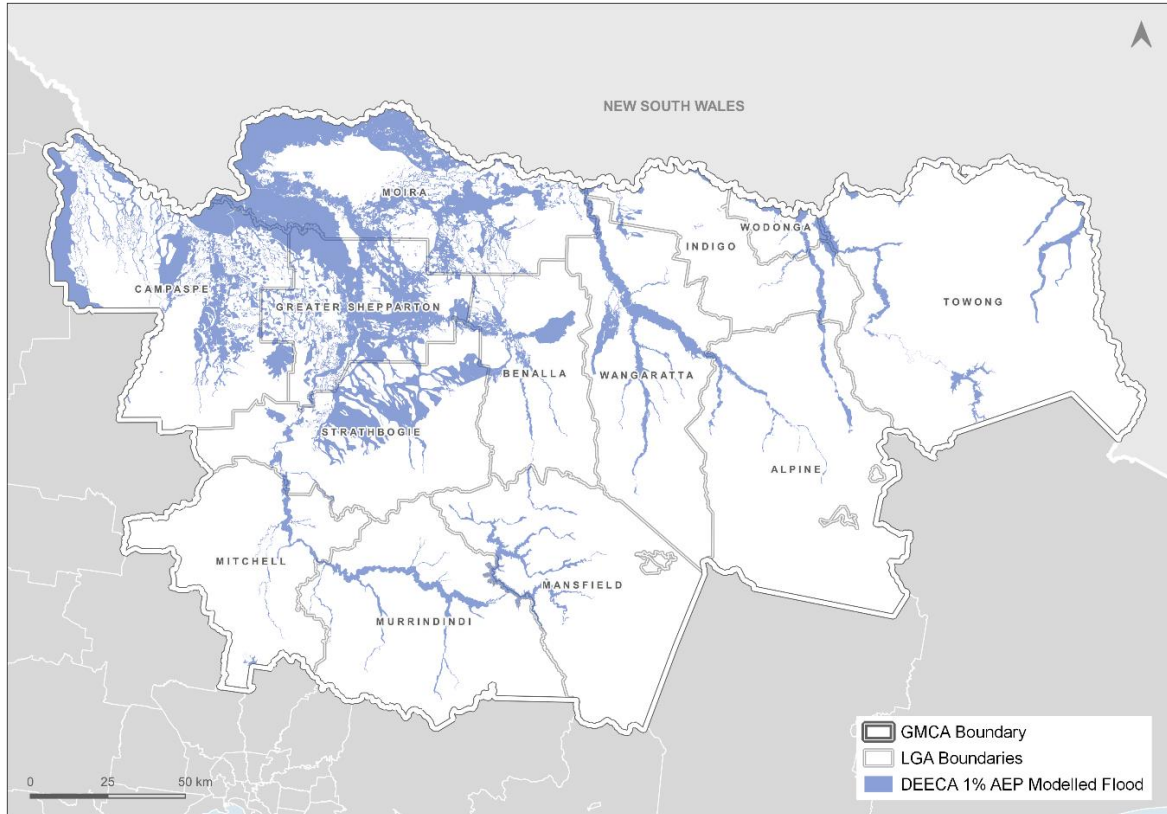 NEW SOUTH WALES
MOIRA
WODONGA
INDIGO
CAMPASPE
TOWONG
GREATER SHEPPARTON
BENALLA
WANGARATTA
STRATHBOGIE
ALPINE
MITCHELL
MANSFIELD
MURRINDINDI
GMCA Boundary
LGA Boundaries
DEECA 1% AEP Modelled Flood
0 25 50 km